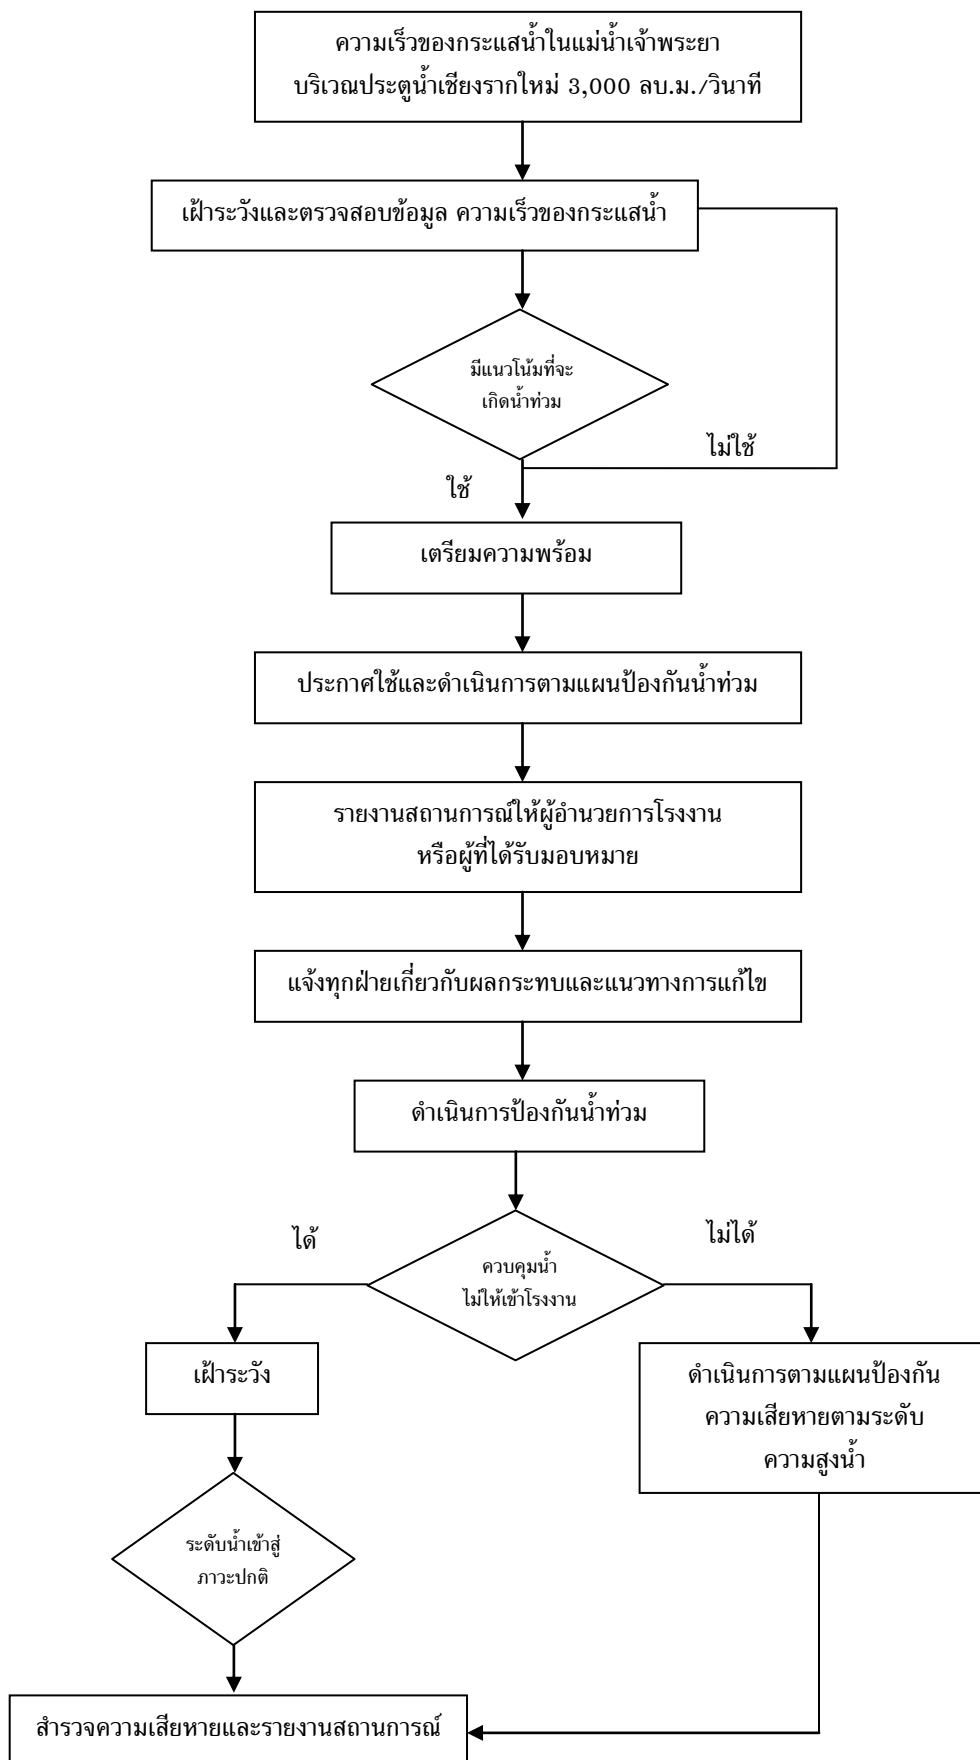 ความเร็วของกระแสน้ำในแม่น้ำเจ้าพระยา
บริเวณประตูน้ำเชียงรากใหม่ 3,000 ลบ.ม./วินาที
เฝ้าระวังและตรวจสอบข้อมูล ความเร็วของกระแสน้ำ
มีแนวโน้มที่จะ
เกิดน้ำท่วม
ไม่ใช้
ใช้
เตรียมความพร้อม
ประกาศใช้และดำเนินการตามแผนป้องกันน้ำท่วม
รายงานสถานการณ์ให้ผู้อำนวยการโรงงาน
หรือผู้ที่ได้รับมอบหมาย
แจ้งทุกฝ่ายเกี่ยวกับผลกระทบและแนวทางการแก้ไข
ดำเนินการป้องกันน้ำท่วม
ได้
ไม่ได้
ควบคุมน้ำ
ไม่ให้เข้าโรงงาน
เฝ้าระวัง
ดำเนินการตามแผนป้องกัน
ความเสียหายตามระดับ
ความสูงน้ำ
ระดับน้ำเข้าสู่
ภาวะปกติ
สำรวจความเสียหายและรายงานสถานการณ์